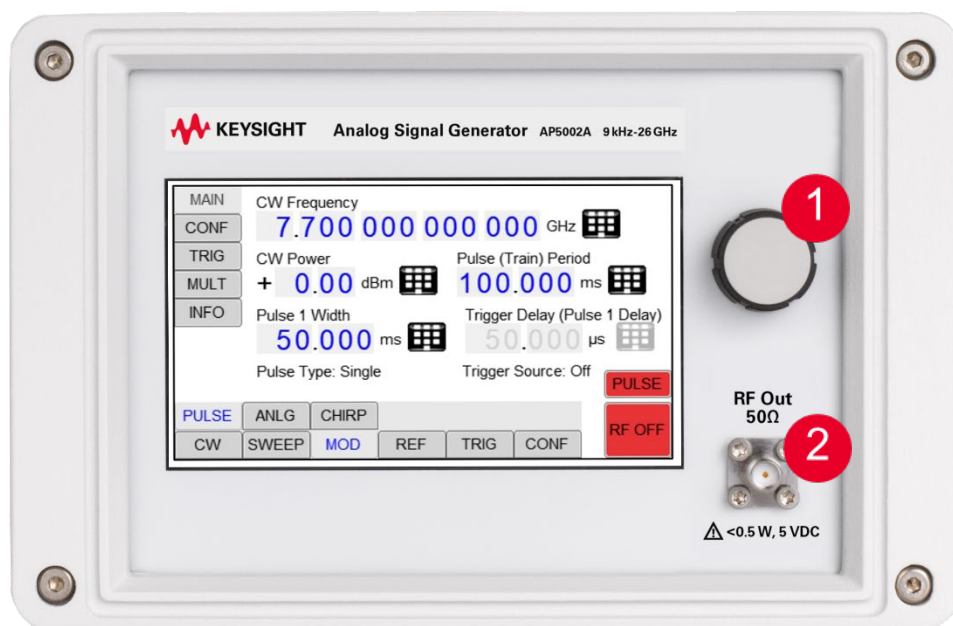 KEYSIGHT Analog Signal Generator AP5002A 9 kHz-26 GHz
MAIN
CONF
TRIG
MULT
INFO
CW Frequency
7.700 000 000 000 GHz
CW Power
+ 0.00 dBm
Pulse (Train) Period
100.000 ms
Pulse 1 Width
50.000 ms
Trigger Delay (Pulse 1 Delay)
50.000 µs
Pulse Type: Single
Trigger Source: Off
PULSE
RF OFF
PULSE ANLG CHIRP
CW SWEEP MOD REF TRIG CONF
1
RF Out
50Ω
2
<0.5 W, 5 VDC